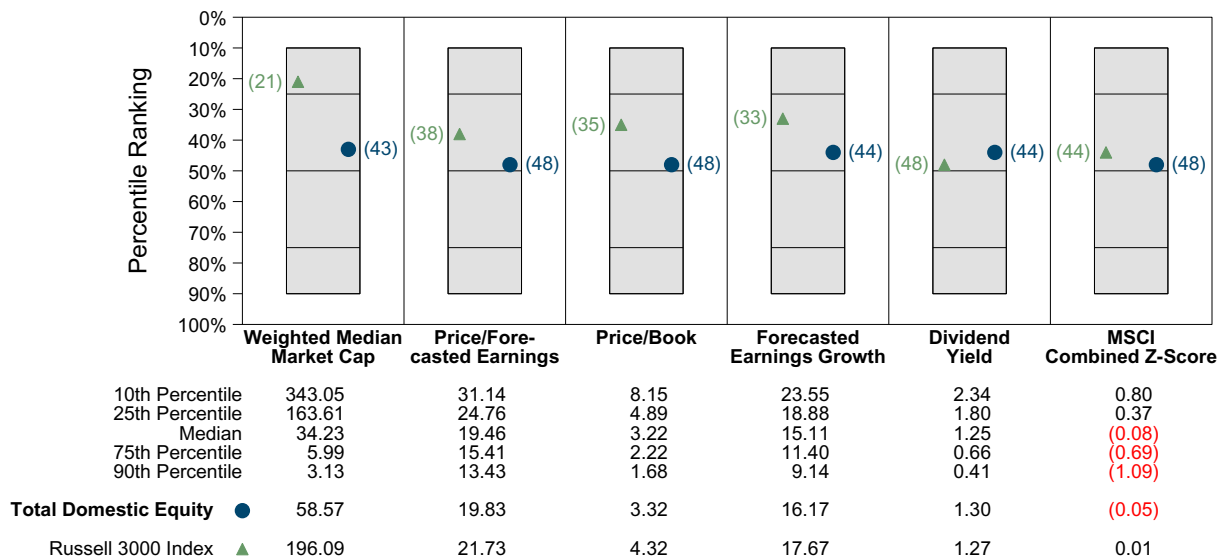 Percentile Ranking
0%
10%
20%
30%
40%
50%
60%
70%
80%
90%
100%
(21)
(43)
(38)
(48)
(35)
(48)
(33)
(44)
(48)
(44)
(44)
(48)
Weighted Median
Market Cap
Price/Fore-
casted Earnings
Price/Book
Forecasted
Earnings Growth
Dividend
Yield
MSCI
Combined Z-Score
10th Percentile 343.05 31.14 8.15 23.55 2.34 0.80
25th Percentile 163.61 24.76 4.89 18.88 1.80 0.37
Median 34.23 19.46 3.22 15.11 1.25 (0.08)
75th Percentile 5.99 15.41 2.22 11.40 0.66 (0.69)
90th Percentile 3.13 13.43 1.68 9.14 0.41 (1.09)
Total Domestic Equity 58.57 19.83 3.32 16.17 1.30 (0.05)
Russell 3000 Index 196.09 21.73 4.32 17.67 1.27 0.01